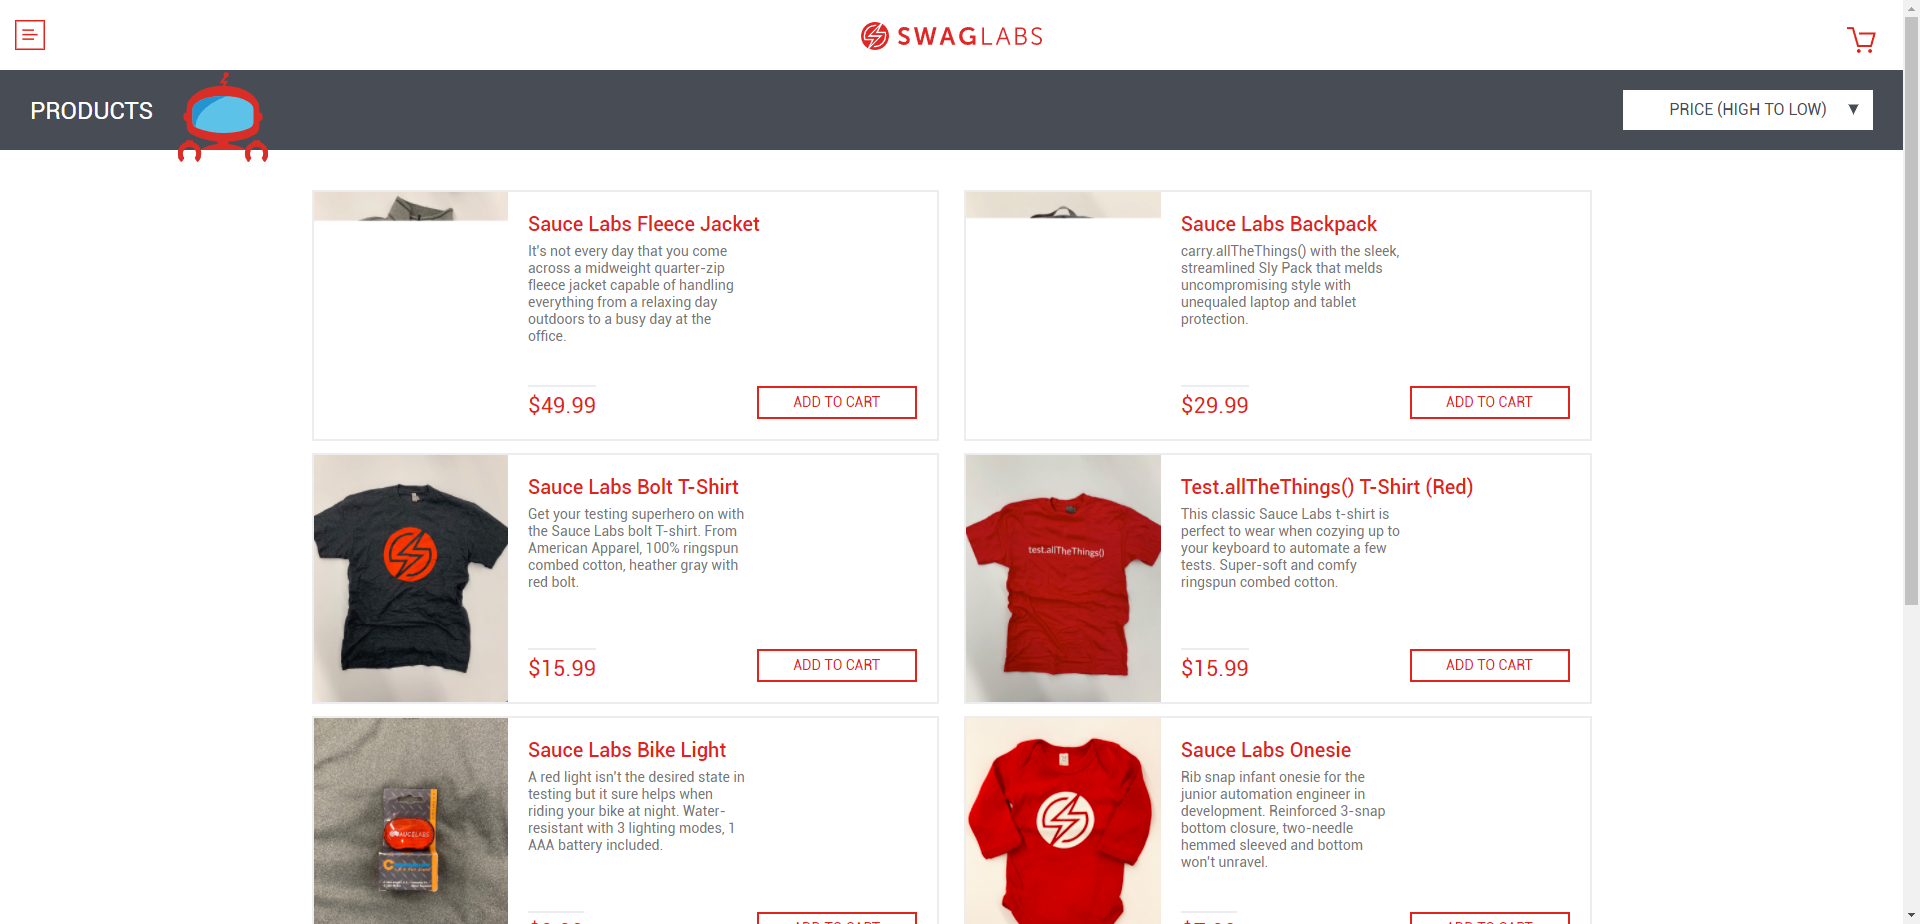 SWAGLABS
PRODUCTS
PRICE (HIGH TO LOW)
Sauce Labs Fleece Jacket
It's not every day that you come
across a midweight quarter-zip
fleece jacket capable of handling
everything from a relaxing day
outdoors to a busy day at the
office.
$49.99
ADD TO CART
Sauce Labs Backpack
carry.allTheThings() with the sleek,
streamlined Sly Pack that melds
uncompromising style with
unequaled laptop and tablet
protection.
$29.99
ADD TO CART
Sauce Labs Bolt T-Shirt
Get your testing superhero on with
the Sauce Labs bolt T-shirt. From
American Apparel, 100% ringspun
combed cotton, heather gray with
red bolt.
$15.99
ADD TO CART
test.allTheThings()
Test.allTheThings() T-Shirt (Red)
This classic Sauce Labs t-shirt is
perfect to wear when cozying up to
your keyboard to automate a few
tests. Super-soft and comfy
ringspun combed cotton.
$15.99
ADD TO CART
SAUCELABS
Sauce Labs Bike Light
A red light isn't the desired state in
testing but it sure helps when
riding your bike at night. Water-
resistant with 3 lighting modes, 1
AAA battery included.
ADD TO CART
Sauce Labs Onesie
Rib snap infant onesie for the
junior automation engineer in
development. Reinforced 3-snap
bottom closure, two-needle
hemmed sleeved and bottom
won't unravel.
ADD TO CART